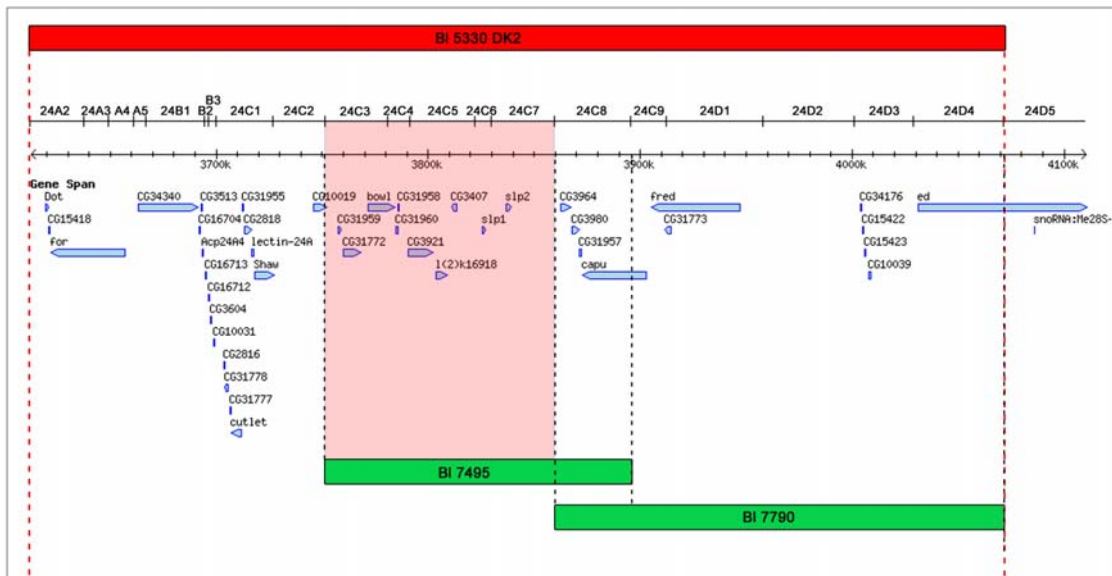 BI 5330 DK2
B3
24A2 24A3 A4 A5 24B1 B2 24C1 24C2 24C3 24C4 24C5 24C6 24C7 24C8 24C9 24D1 24D2 24D3 24D4 24D5
3700k 3800k 3900k 4000k 4100k
Gene Span
Dot CG34340 CG3513 CG31955 CG10019 bowl CG31958 CG3407 slp2 CG3964 fred CG34176 ed
CG15418 CG16704 CG2818 CG31959 CG31960 slp1 CG3980 CG31773 CG15422 snoRNA:Me28S-
for Acp24A4 lectin-24A CG31772 CG3921 CG31957 CG15423
CG16713 Shaw l(2)k16918 capu CG10039
CG16712
CG3604
CG10031
CG2816
CG31778
CG31777
cutlet
BI 7495
BI 7790